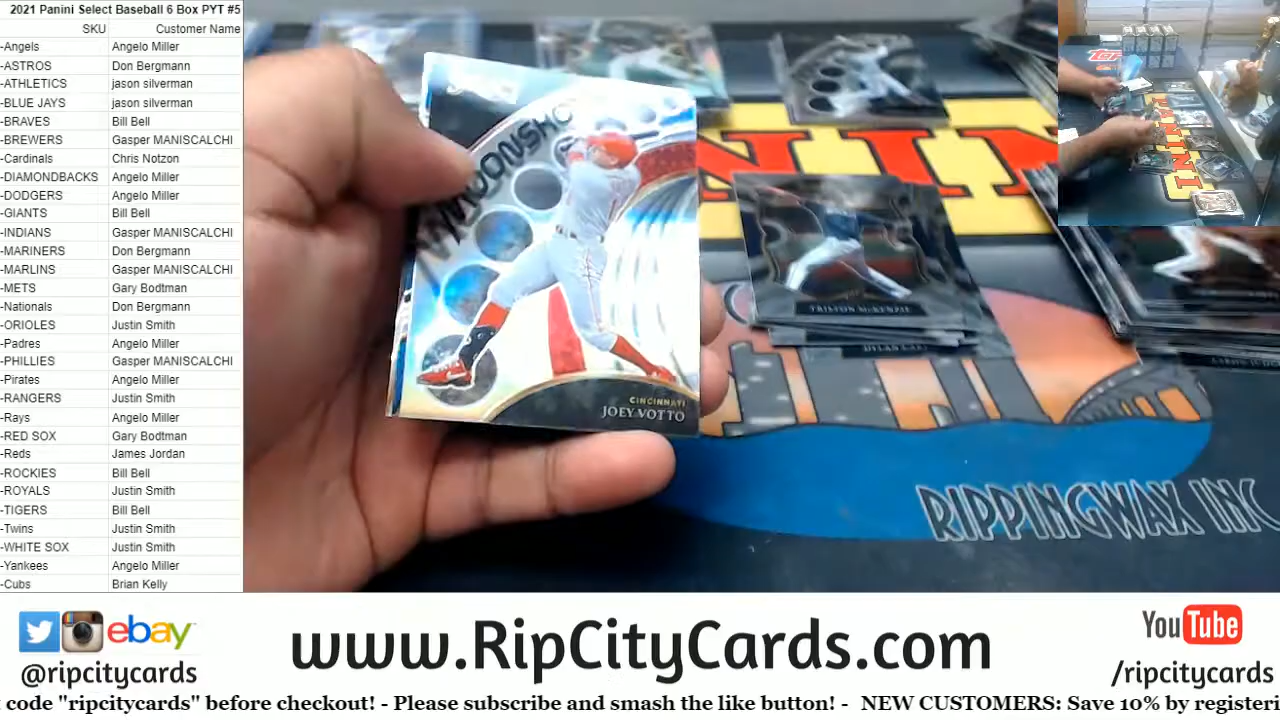 2021 Panini Select Baseball 6 Box PYT #5
SKU Customer Name
-Angels Angelo Miller
-ASTROS Don Bergmann
-ATHLETICS jason silverman
-BLUE JAYS jason silverman
-BRAVES Bill Bell
-BREWERS Gasper MANISCALCHI
-Cardinals Chris Notzon
-DIAMONDBACKS Angelo Miller
-DODGERS Angelo Miller
-GIANTS Bill Bell
-INDIANS Gasper MANISCALCHI
-MARINERS Don Bergmann
-MARLINS Gasper MANISCALCHI
-METS Gary Bodtman
-Nationals Don Bergmann
-ORIOLES Justin Smith
-Padres Angelo Miller
-PHILLIES Gasper MANISCALCHI
-Pirates Angelo Miller
-RANGERS Justin Smith
-Rays Angelo Miller
-RED SOX Gary Bodtman
-Reds James Jordan
-ROCKIES Bill Bell
-ROYALS Justin Smith
-TIGERS Bill Bell
-Twins Justin Smith
-WHITE SOX Justin Smith
-Yankees Angelo Miller
-Cubs Brian Kelly
CINCINNATI
JOEY VOTTO
TRISTON McKENZIE
PANINI
RIPPINGWAX INC
ebay
@ripcitycards
www.RipCityCards.com
YouTube
/ripcitycards
code "ripcitycards" before checkout! - Please subscribe and smash the like button! - NEW CUSTOMERS: Save 10% by registeri